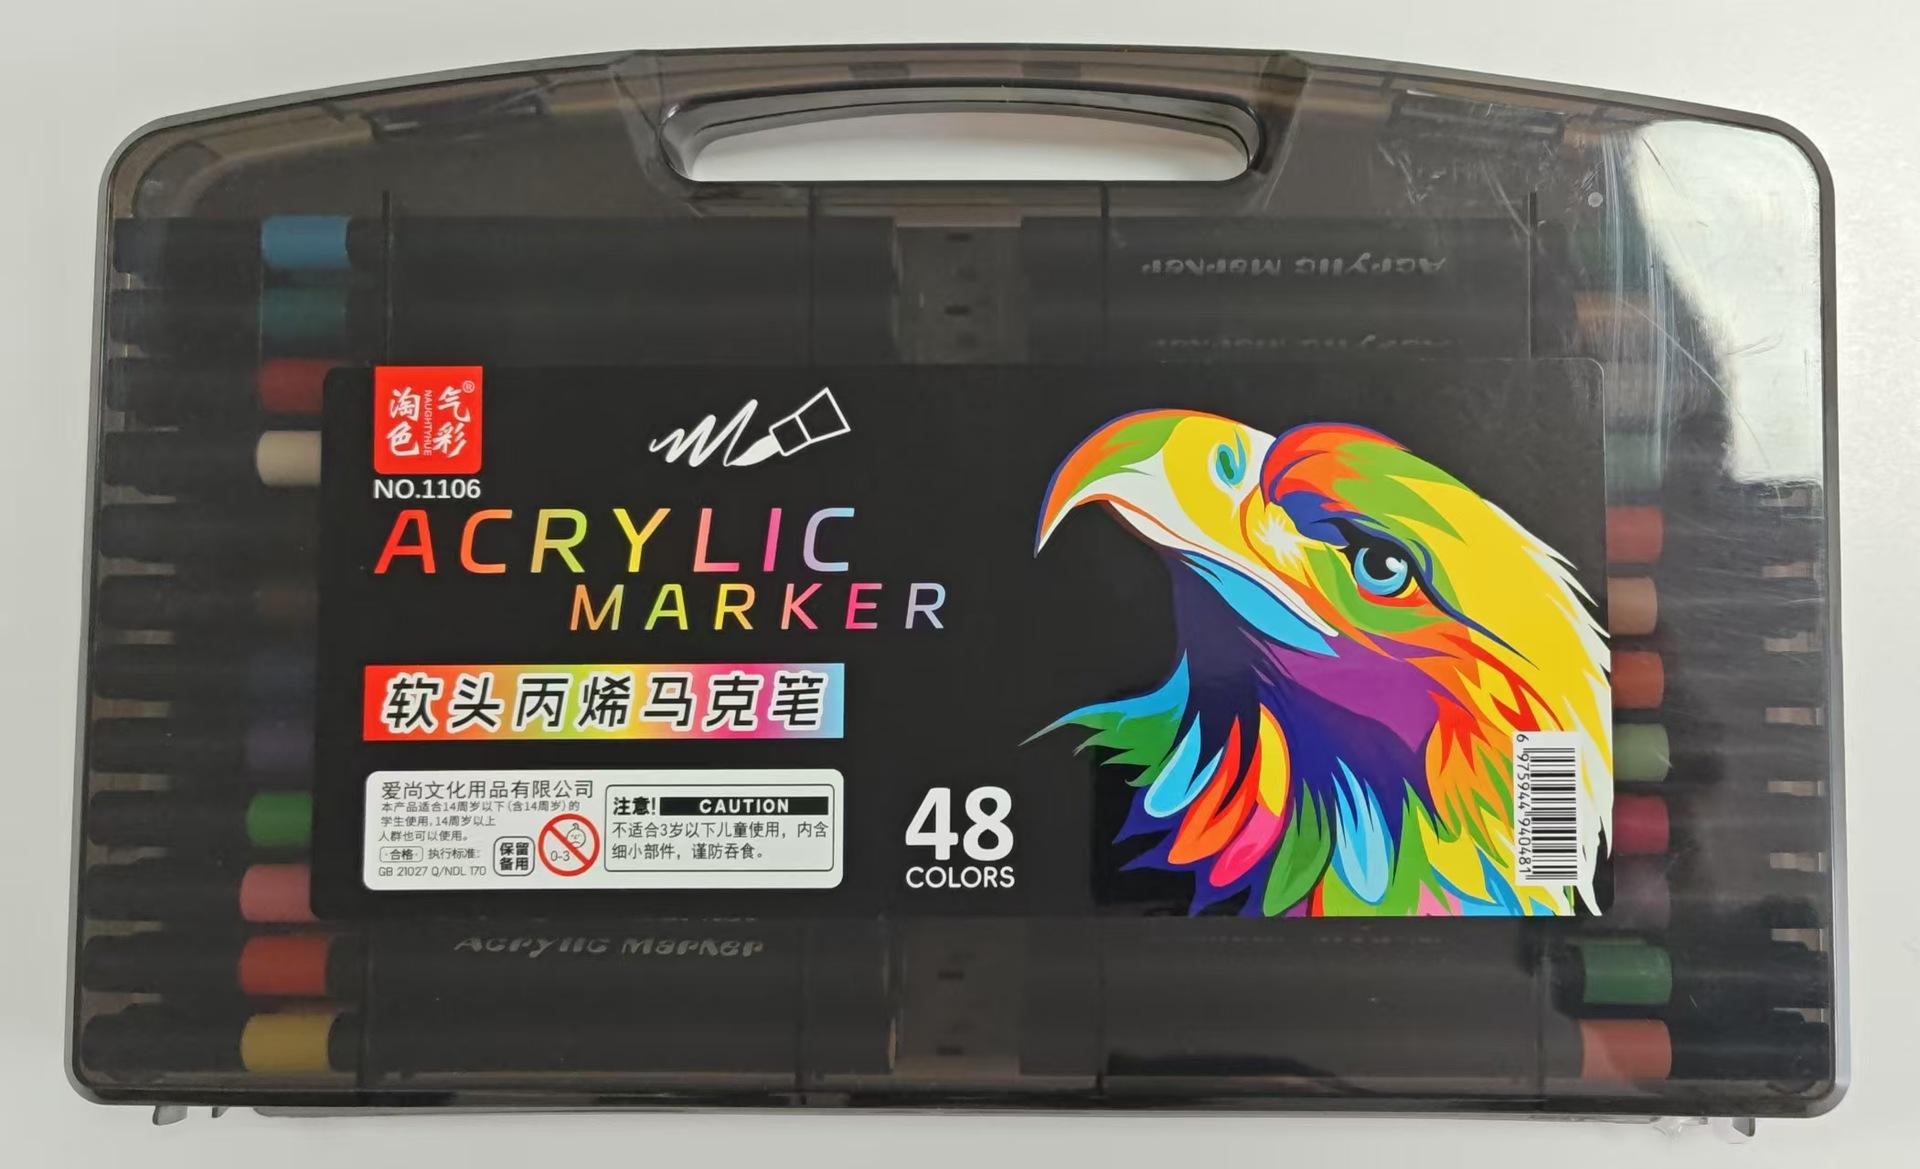 Acrylic Marker
淘气®
色彩
NAUGHTYHUE
NO.1106
ACRYLIC
MARKER
软头丙烯马克笔
爱尚文化用品有限公司
本产品适合14周岁以下(含14周岁)的
学生使用,14周岁以上
人群也可以使用。
·合格· 执行标准:
GB 21027 Q/NDL 170
保留
备用
0-3
注意! CAUTION
不适合3岁以下儿童使用，内含
细小部件，谨防吞食。
48
COLORS
6 975944 940481
Acrylic Marker